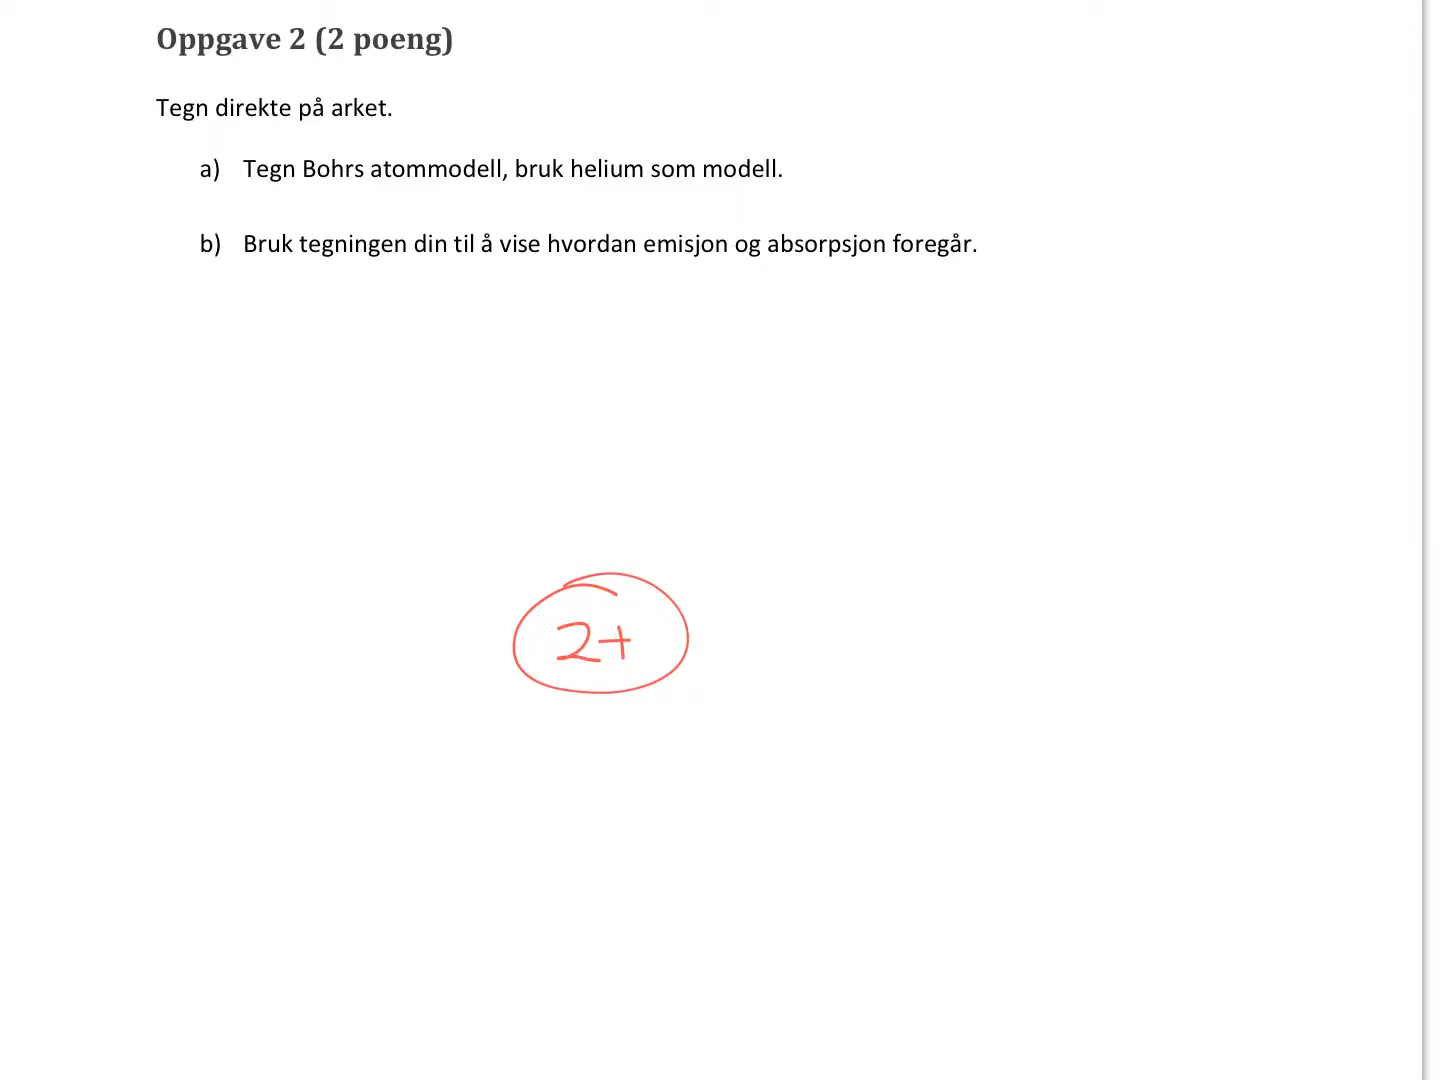 Oppgave 2 (2 poeng)
Tegn direkte på arket.
a) Tegn Bohrs atommodell, bruk helium som modell.
b) Bruk tegningen din til å vise hvordan emisjon og absorpsjon foregår.
2+